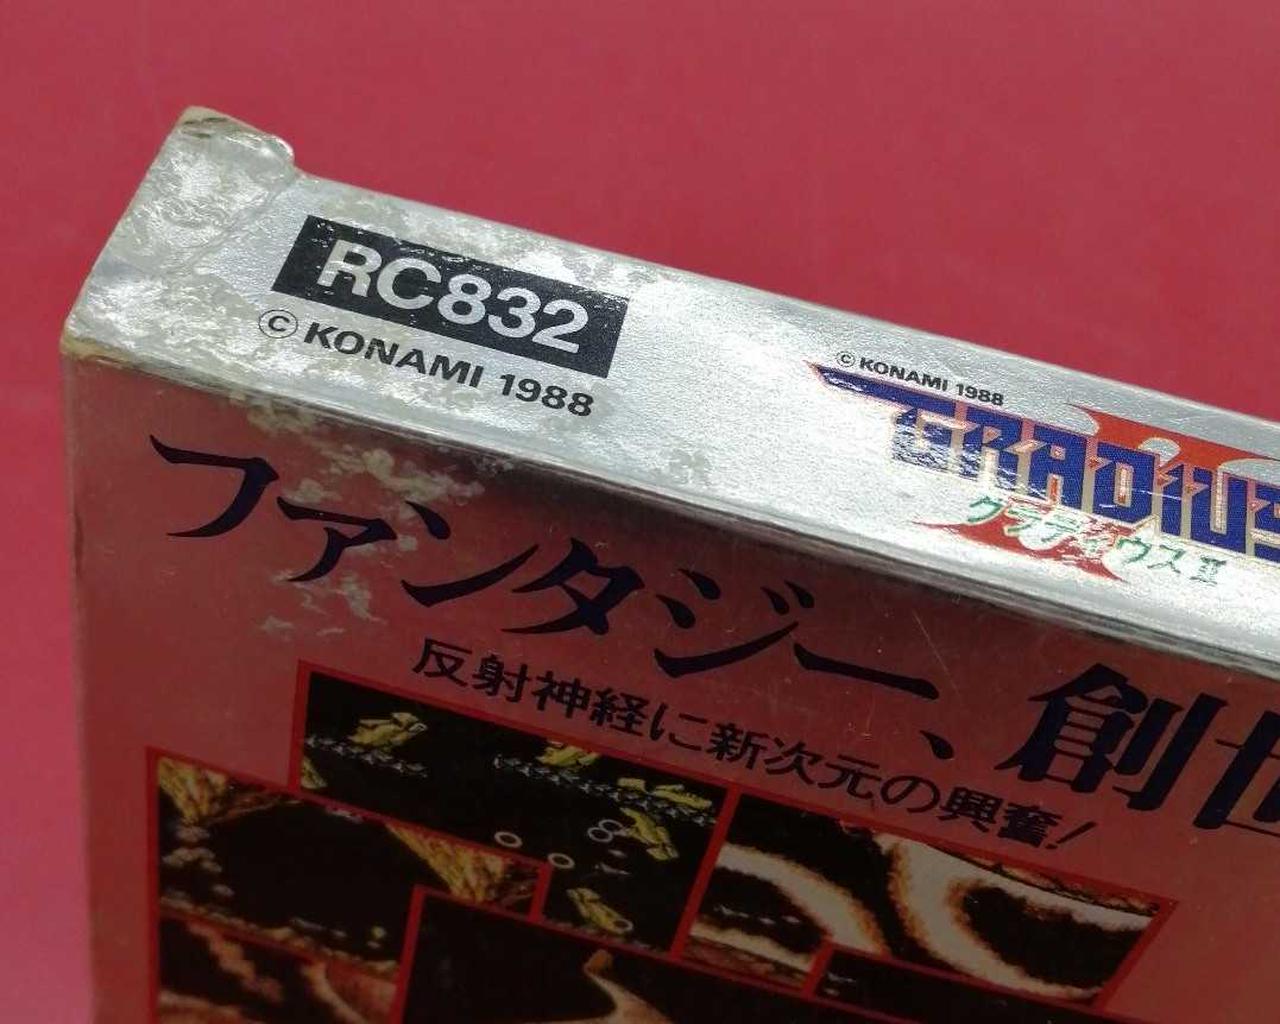 RC832
© KONAMI 1988
© KONAMI 1988
GRADIUS
グラディウスII
ファンタジー、創世
反射神経に新次元の興奮!